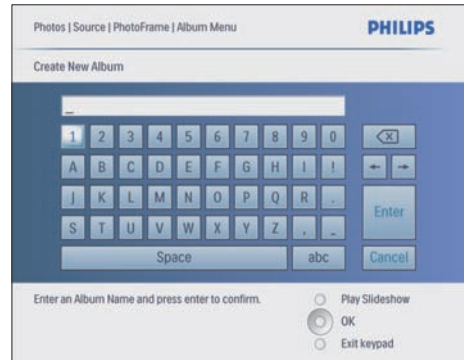 Photos | Source | PhotoFrame | Album Menu PHILIPS
Create New Album
_
1 2 3 4 5 6 7 8 9 0
A B C D E F G H I !
J K L M N O P Q R . Enter
S T U V W X Y Z , _
Space abc Cancel
Enter an Album Name and press enter to confirm.
Play Slideshow
OK
Exit keypad